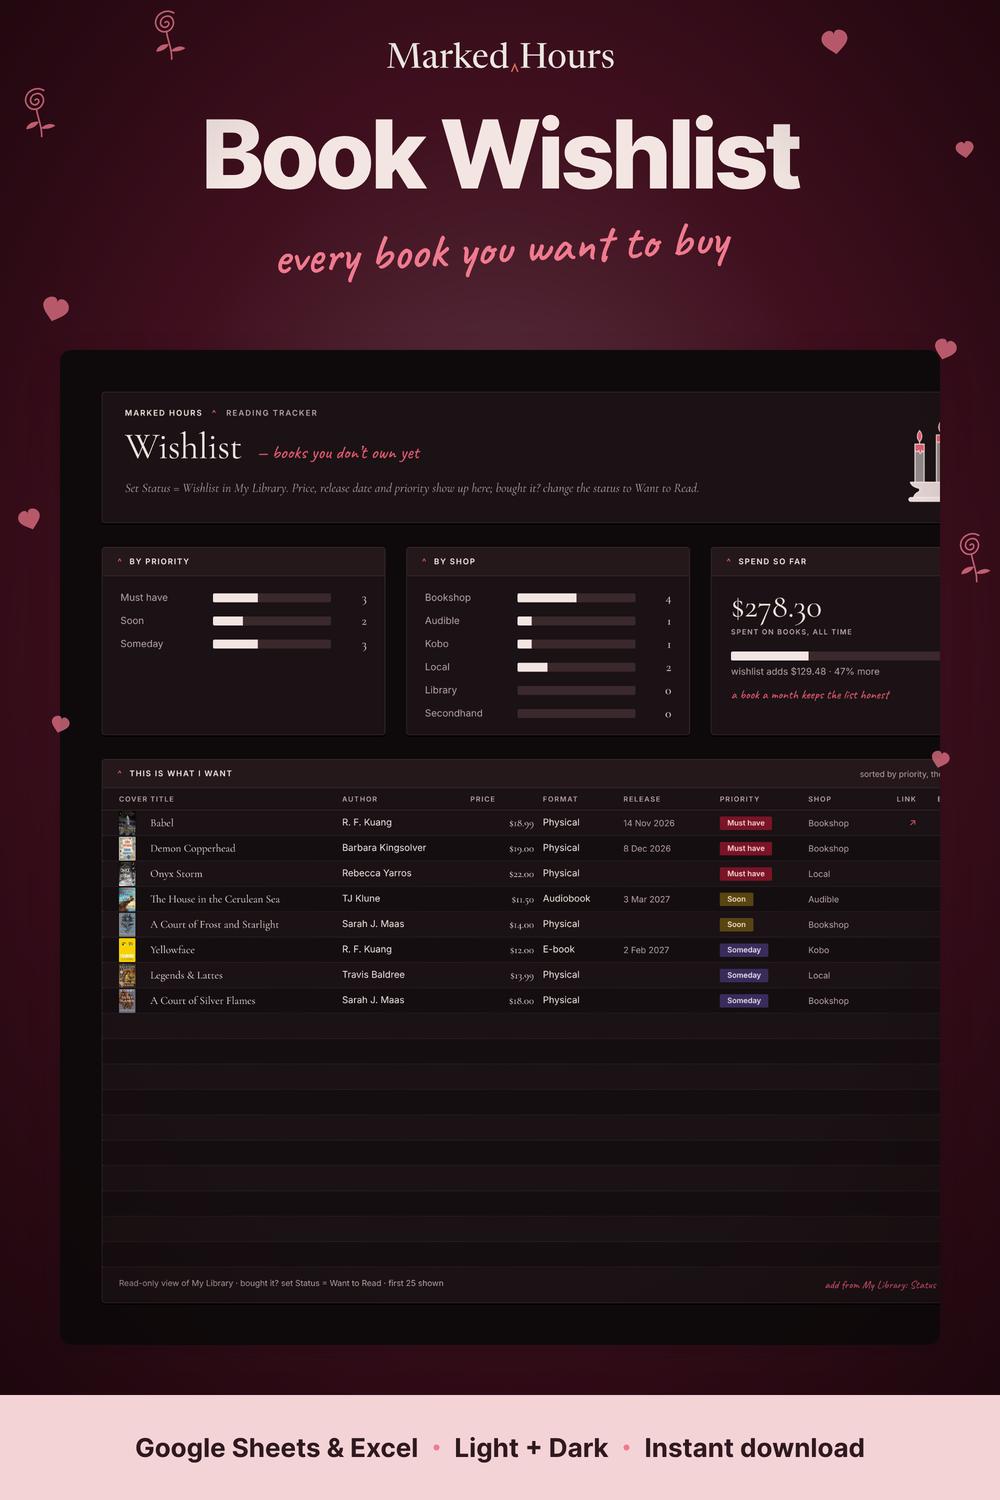 Marked‸Hours
Book Wishlist
every book you want to buy
MARKED HOURS ‸ READING TRACKER
Wishlist — books you don't own yet
Set Status = Wishlist in My Library. Price, release date and priority show up here; bought it? change the status to Want to Read.
‸ BY PRIORITY
Must have 3
Soon 2
Someday 3
‸ BY SHOP
Bookshop 4
Audible 1
Kobo 1
Local 2
Library 0
Secondhand 0
‸ SPEND SO FAR
$278.30
SPENT ON BOOKS, ALL TIME
wishlist adds $129.48 · 47% more
a book a month keeps the list honest
‸ THIS IS WHAT I WANT sorted by priority, the
COVER TITLE AUTHOR PRICE FORMAT RELEASE PRIORITY SHOP LINK
Babel R. F. Kuang $18.99 Physical 14 Nov 2026 Must have Bookshop ↗
Demon Copperhead Barbara Kingsolver $19.00 Physical 8 Dec 2026 Must have Bookshop
Onyx Storm Rebecca Yarros $22.00 Physical Must have Local
The House in the Cerulean Sea TJ Klune $11.50 Audiobook 3 Mar 2027 Soon Audible
A Court of Frost and Starlight Sarah J. Maas $14.00 Physical Soon Bookshop
Yellowface R. F. Kuang $12.00 E-book 2 Feb 2027 Someday Kobo
Legends & Lattes Travis Baldree $13.99 Physical Someday Local
A Court of Silver Flames Sarah J. Maas $18.00 Physical Someday Bookshop
Read-only view of My Library · bought it? set Status = Want to Read · first 25 shown
add from My Library: Status
Google Sheets & Excel • Light + Dark • Instant download